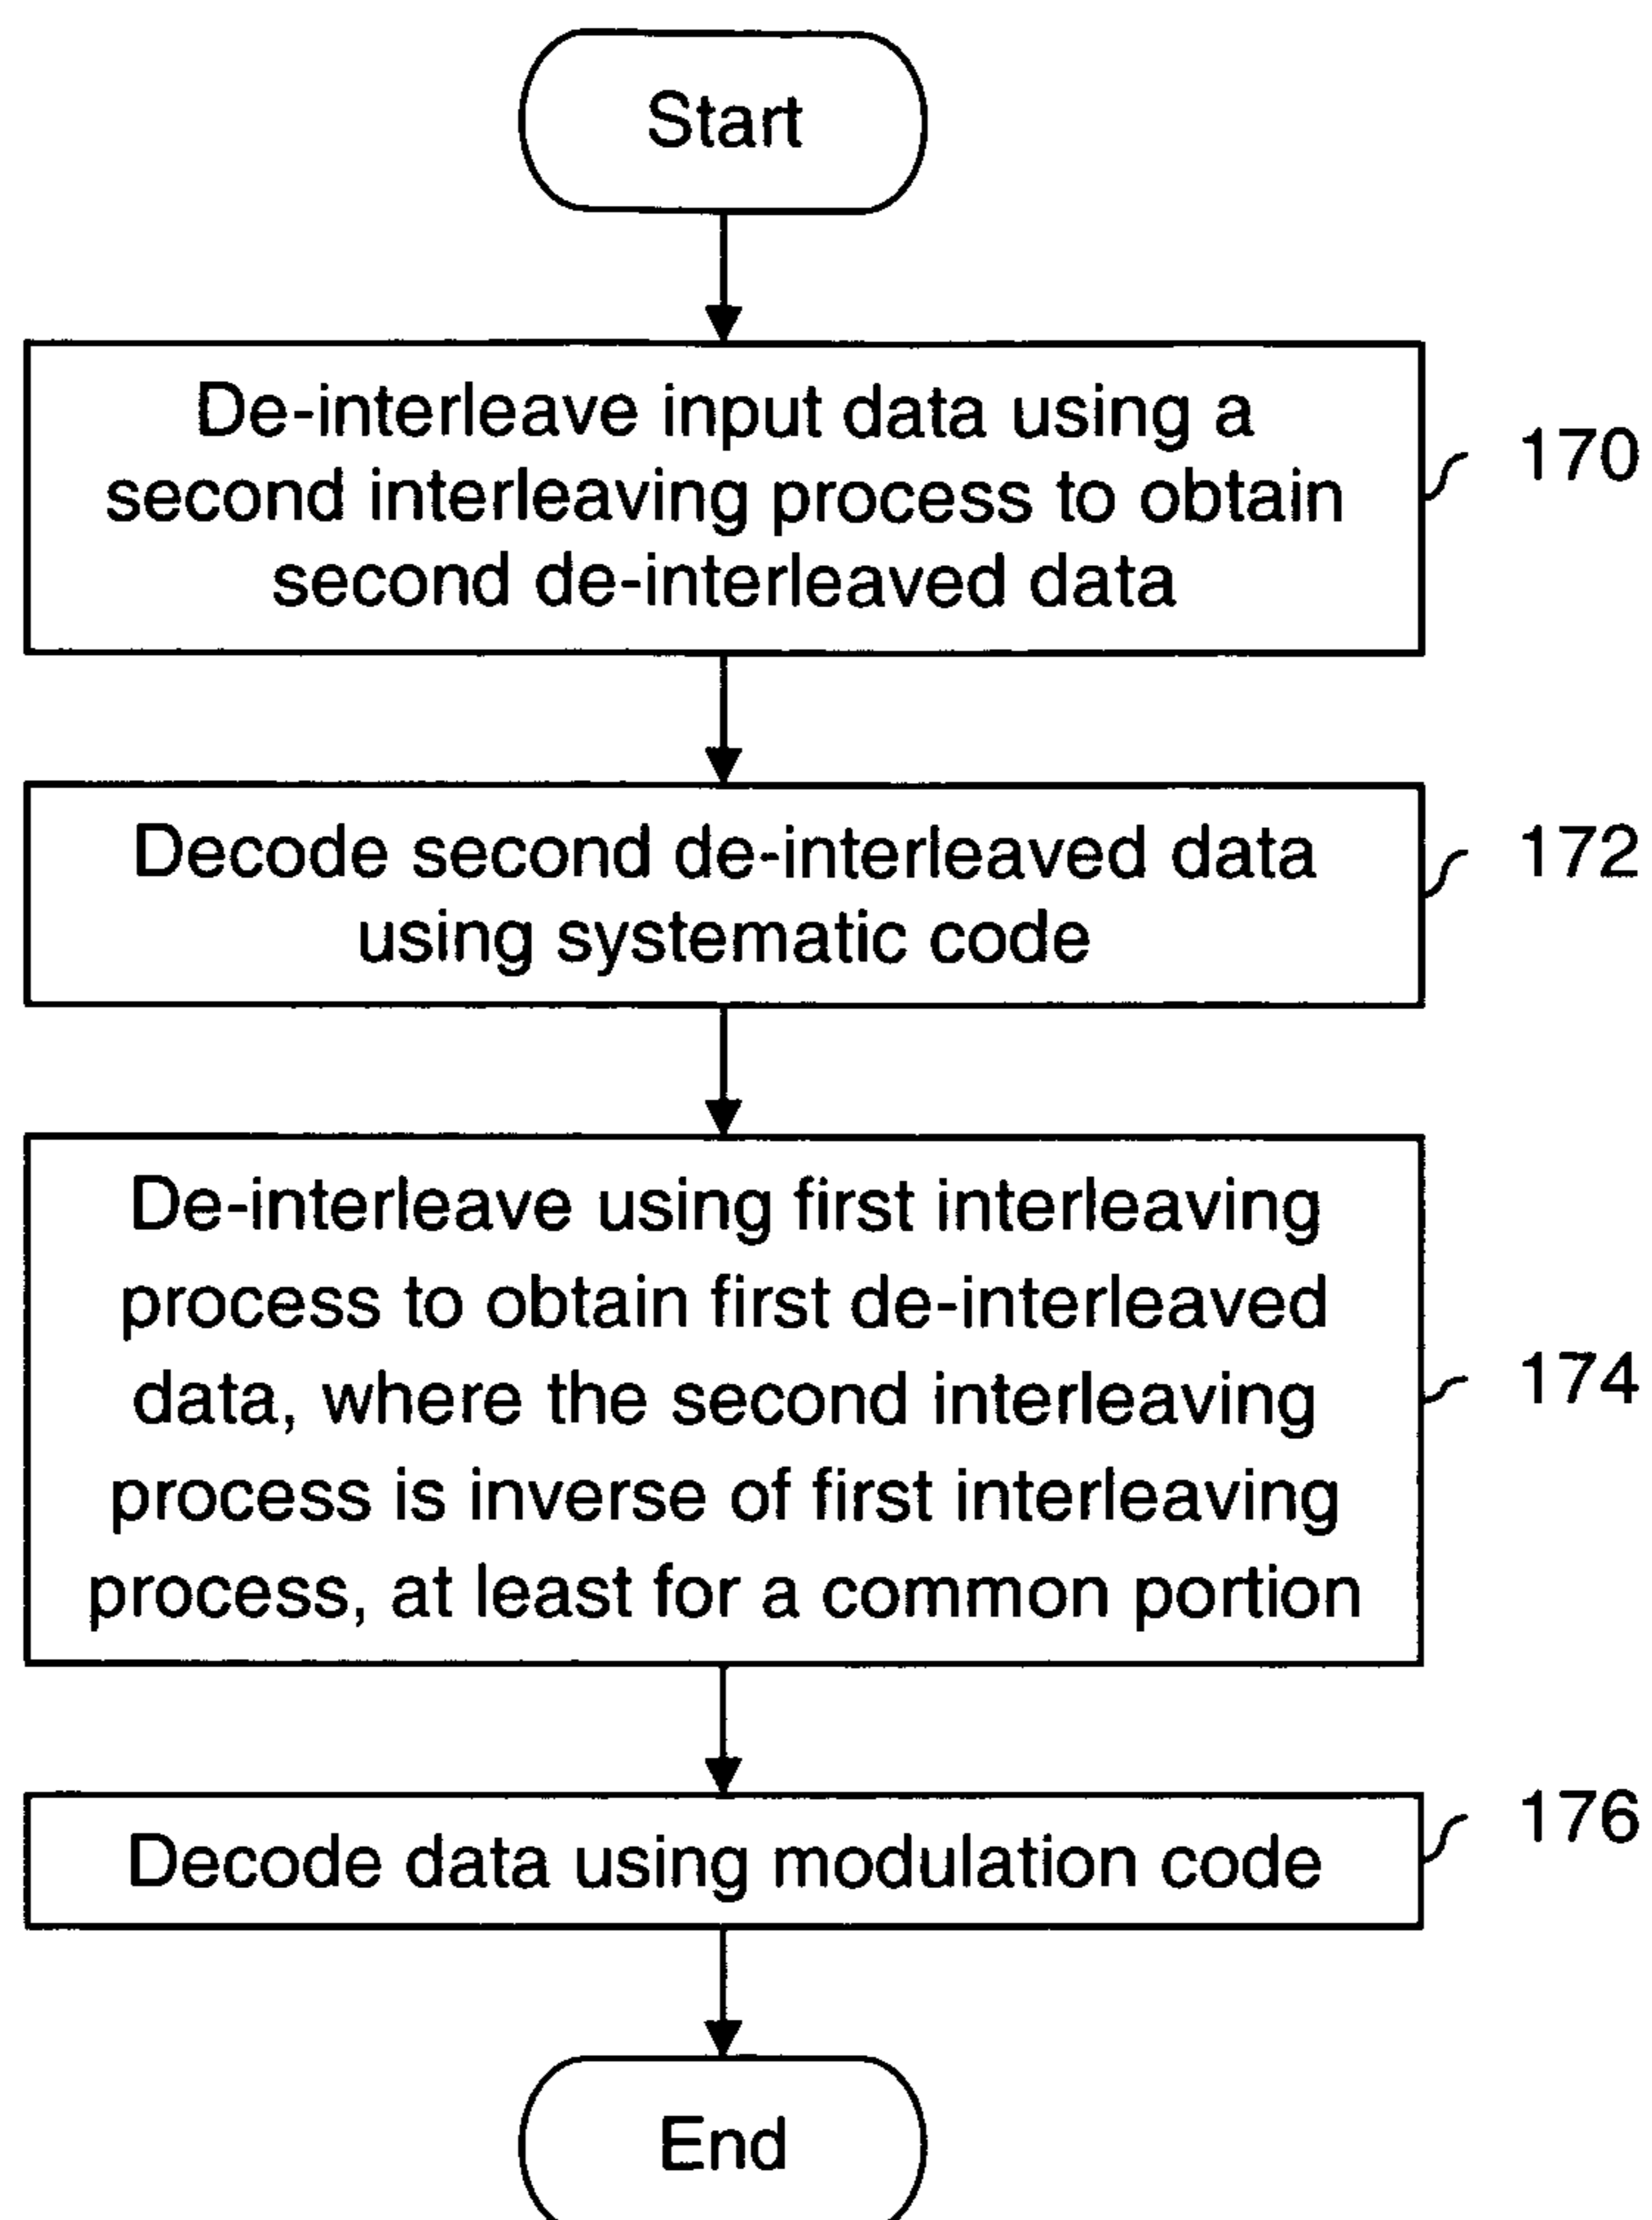 Start
De-interleave input data using a
second interleaving process to obtain
second de-interleaved data
170
Decode second de-interleaved data
using systematic code
172
De-interleave using first interleaving
process to obtain first de-interleaved
data, where the second interleaving
process is inverse of first interleaving
process, at least for a common portion
174
Decode data using modulation code
176
End